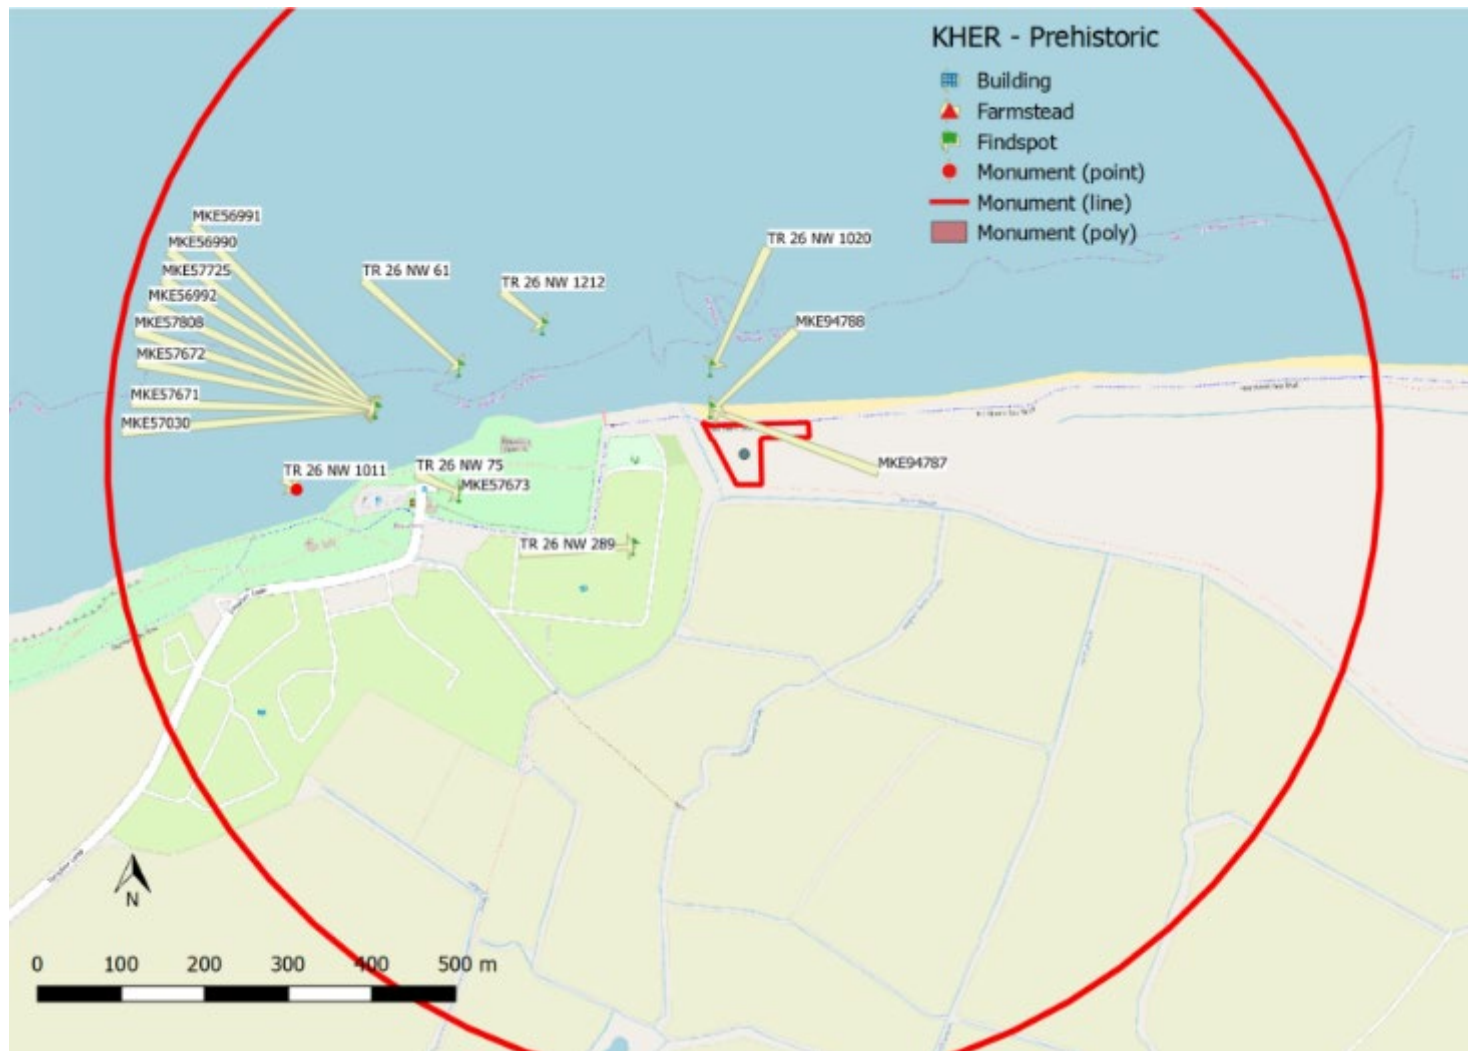 KHER - Prehistoric
Building
Farmstead
Findspot
Monument (point)
Monument (line)
Monument (poly)
MKE56991
MKE56990
MKE57725
MKE56992
MKE57808
MKE57672
MKE57671
MKE57030
TR 26 NW 61
TR 26 NW 1212
TR 26 NW 1020
MKE94788
MKE94787
TR 26 NW 1011
TR 26 NW 75
MKE57673
TR 26 NW 289
N
0 100 200 300 400 500 m